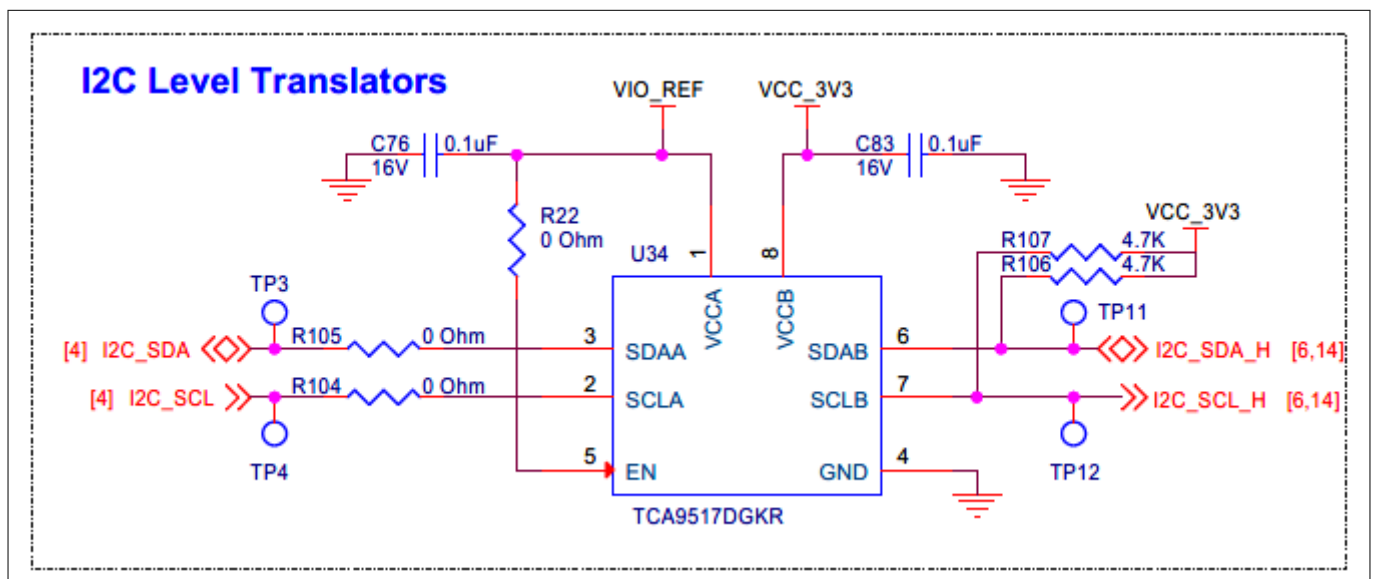 I2C Level Translators
VIO_REF VCC_3V3
C76 0.1uF
16V
C83 0.1uF
16V
R22
0 Ohm
VCC_3V3
R107 4.7K
R106 4.7K
U34
1
8
VCCA
VCCB
TP3
TP11
[4] I2C_SDA R105 0 Ohm 3 SDAA SDAB 6 I2C_SDA_H [6,14]
[4] I2C_SCL R104 0 Ohm 2 SCLA SCLB 7 I2C_SCL_H [6,14]
TP4
TP12
5 EN GND 4
TCA9517DGKR